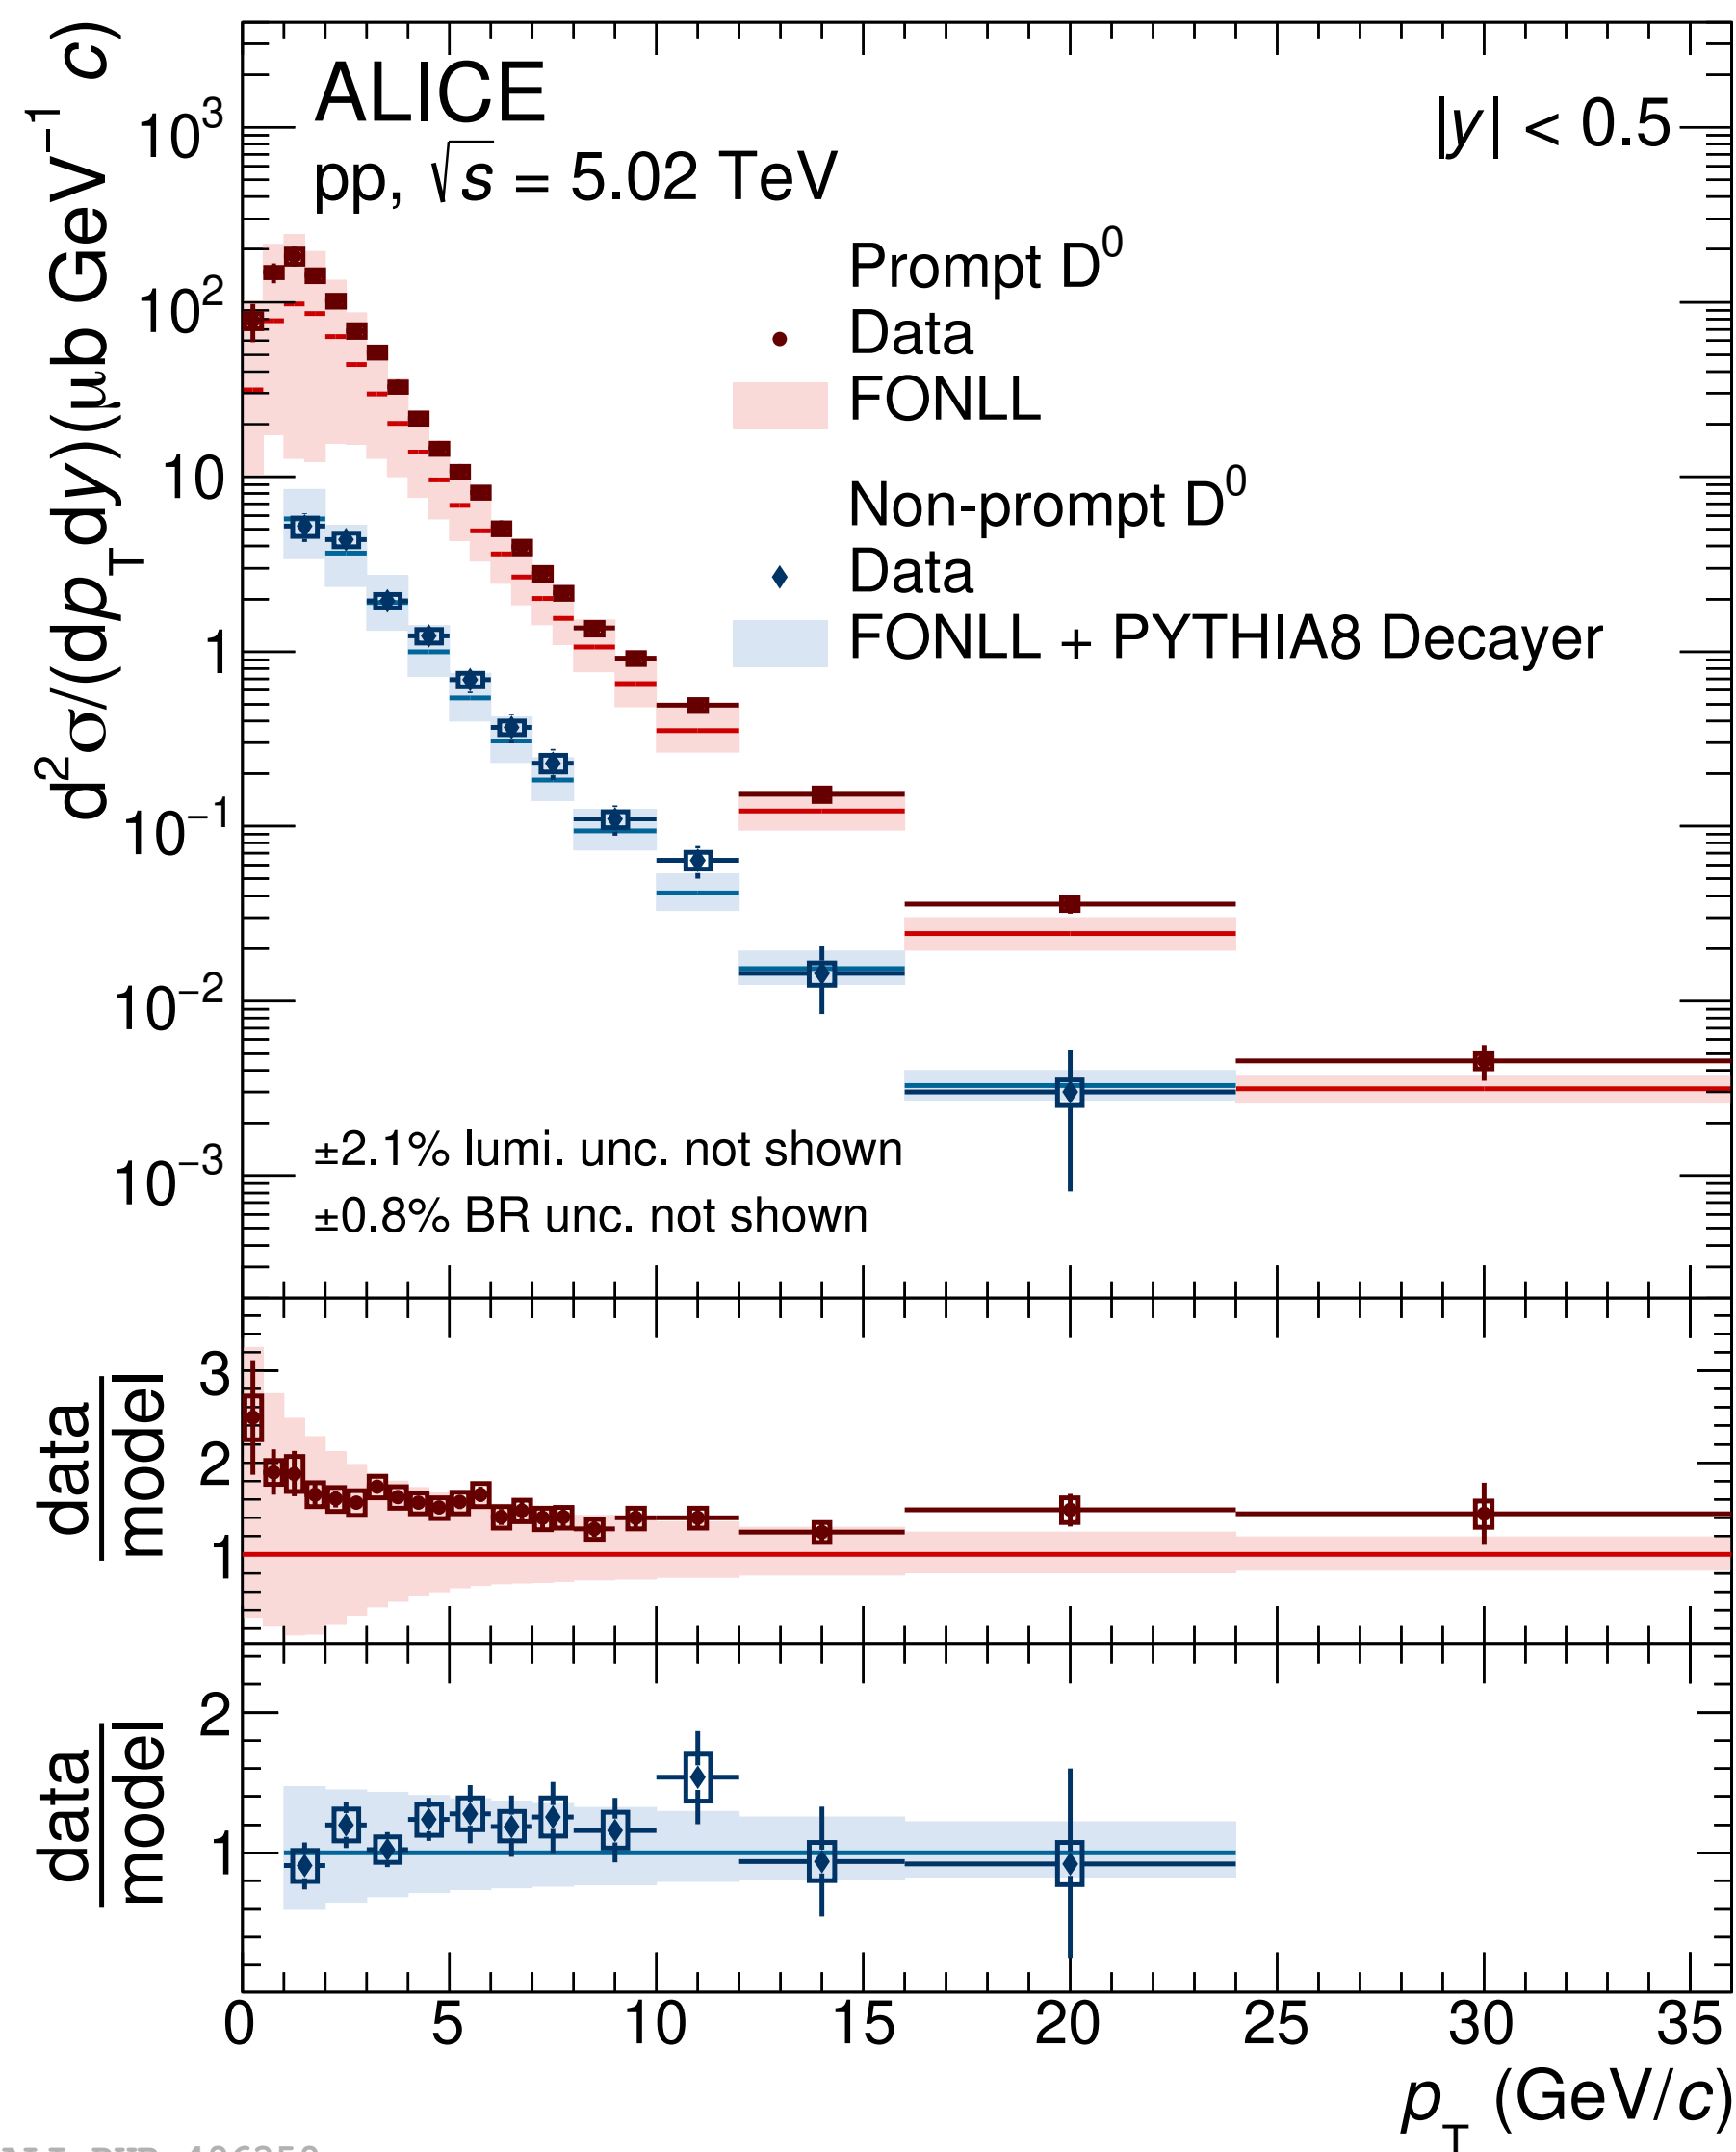 ALICE
pp, √s = 5.02 TeV
|y| < 0.5
Prompt D⁰
Data
FONLL
Non-prompt D⁰
Data
FONLL + PYTHIA8 Decayer
±2.1% lumi. unc. not shown
±0.8% BR unc. not shown
d²σ/(dp_T dy)(μb GeV⁻¹ c)
10³
10²
10
1
10⁻¹
10⁻²
10⁻³
data
model
3
2
1
data
model
2
1
0 5 10 15 20 25 30 35
p_T (GeV/c)